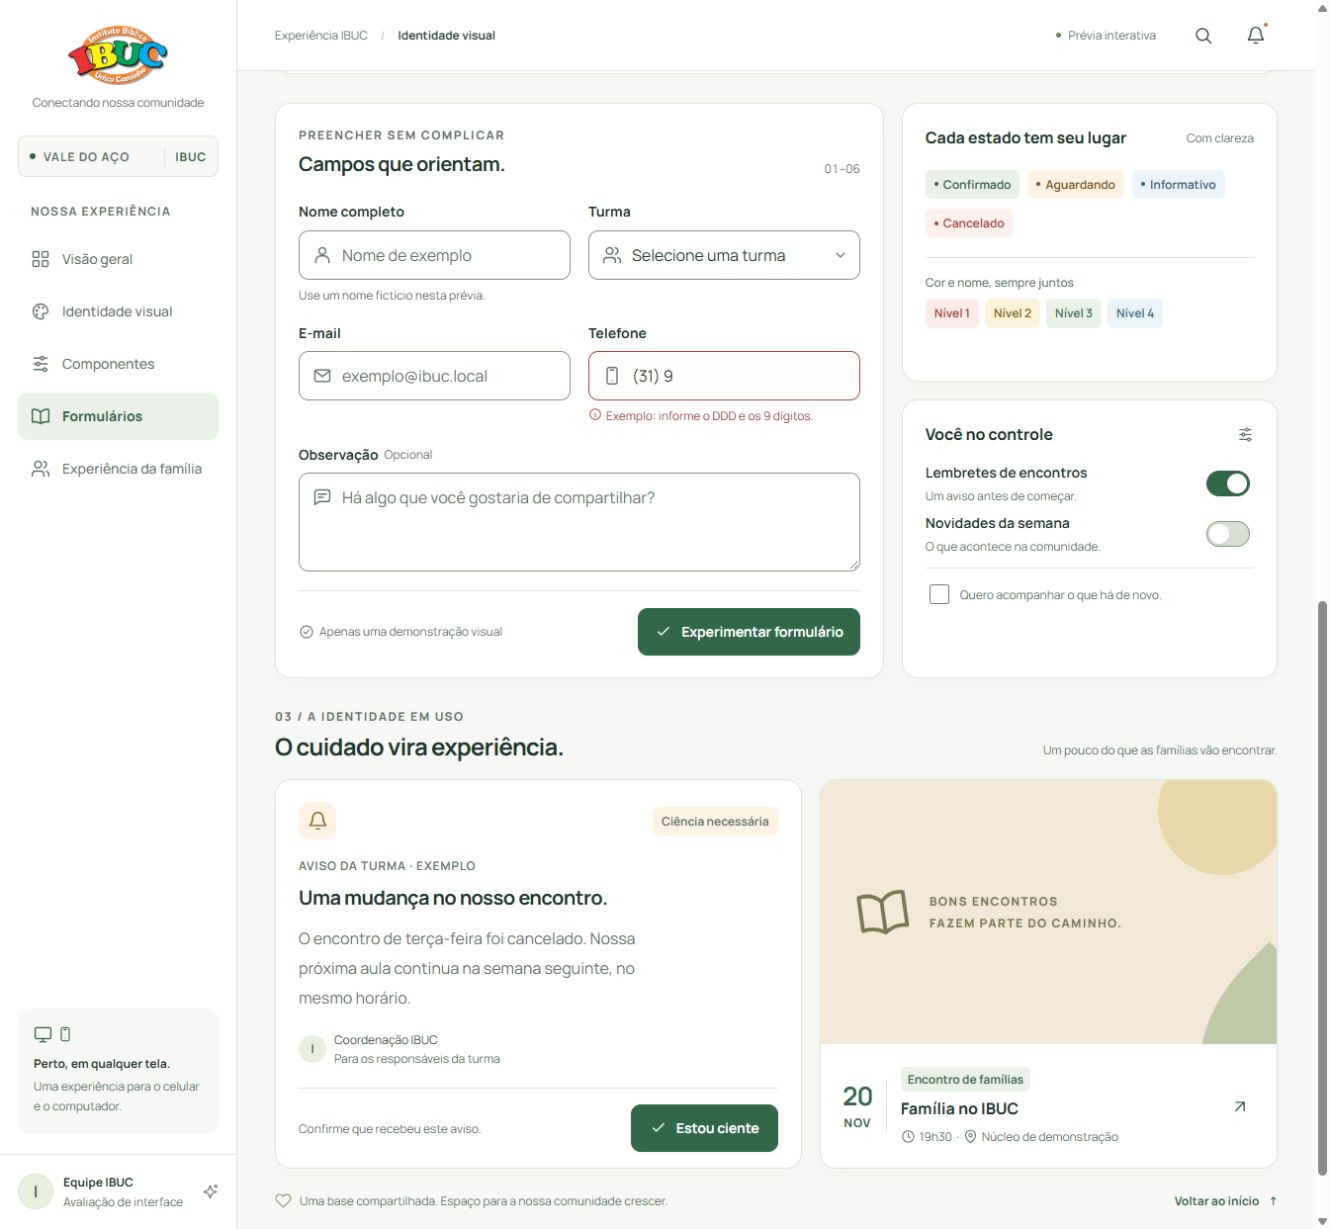 Instituto Bíblico
IBUC
Único Caminho
Conectando nossa comunidade
VALE DO AÇO
IBUC
NOSSA EXPERIÊNCIA
Visão geral
Identidade visual
Componentes
Formulários
Experiência da família
Perto, em qualquer tela.
Uma experiência para o celular
e o computador.
I
Equipe IBUC
Avaliação de interface
Experiência IBUC / Identidade visual
Prévia interativa
PREENCHER SEM COMPLICAR
Campos que orientam.
01–06
Nome completo
Nome de exemplo
Use um nome fictício nesta prévia.
Turma
Selecione uma turma
E-mail
exemplo@ibuc.local
Telefone
(31) 9
Exemplo: informe o DDD e os 9 dígitos.
Observação Opcional
Há algo que você gostaria de compartilhar?
Apenas uma demonstração visual
Experimentar formulário
Cada estado tem seu lugar
Com clareza
Confirmado
Aguardando
Informativo
Cancelado
Cor e nome, sempre juntos
Nível 1
Nível 2
Nível 3
Nível 4
Você no controle
Lembretes de encontros
Um aviso antes de começar.
Novidades da semana
O que acontece na comunidade.
Quero acompanhar o que há de novo.
03 / A IDENTIDADE EM USO
O cuidado vira experiência.
Um pouco do que as famílias vão encontrar.
Ciência necessária
AVISO DA TURMA · EXEMPLO
Uma mudança no nosso encontro.
O encontro de terça-feira foi cancelado. Nossa
próxima aula continua na semana seguinte, no
mesmo horário.
I
Coordenação IBUC
Para os responsáveis da turma
Confirme que recebeu este aviso.
Estou ciente
BONS ENCONTROS
FAZEM PARTE DO CAMINHO.
20
NOV
Encontro de famílias
Família no IBUC
19h30 · Núcleo de demonstração
Uma base compartilhada. Espaço para a nossa comunidade crescer.
Voltar ao início ↑